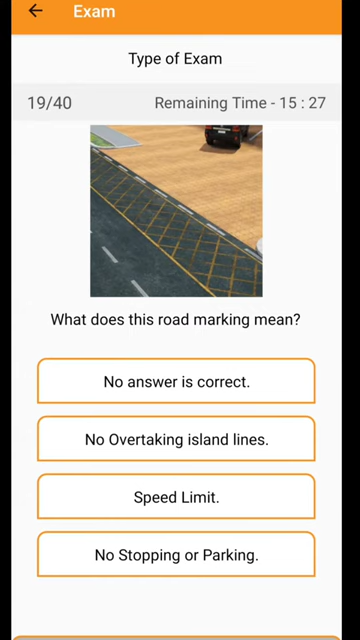 Exam
Type of Exam
19/40 Remaining Time - 15 : 27
What does this road marking mean?
No answer is correct.
No Overtaking island lines.
Speed Limit.
No Stopping or Parking.